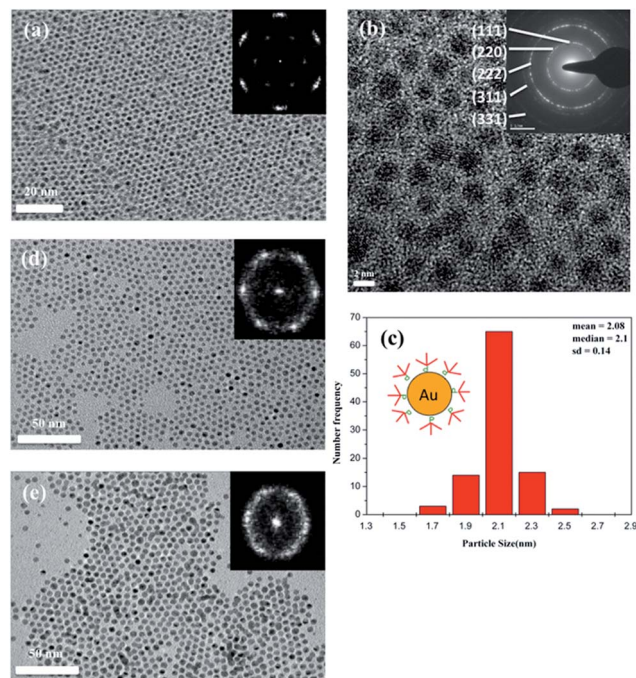 (a)
20 nm
(b)
(111)
(220)
(222)
(311)
(331)
2 nm
(d)
50 nm
(c)
mean = 2.08
median = 2.1
sd = 0.14
Au
Number frequency
70
60
50
40
30
20
10
0
1.3 1.5 1.7 1.9 2.1 2.3 2.5 2.7 2.9
Particle Size(nm)
(e)
50 nm